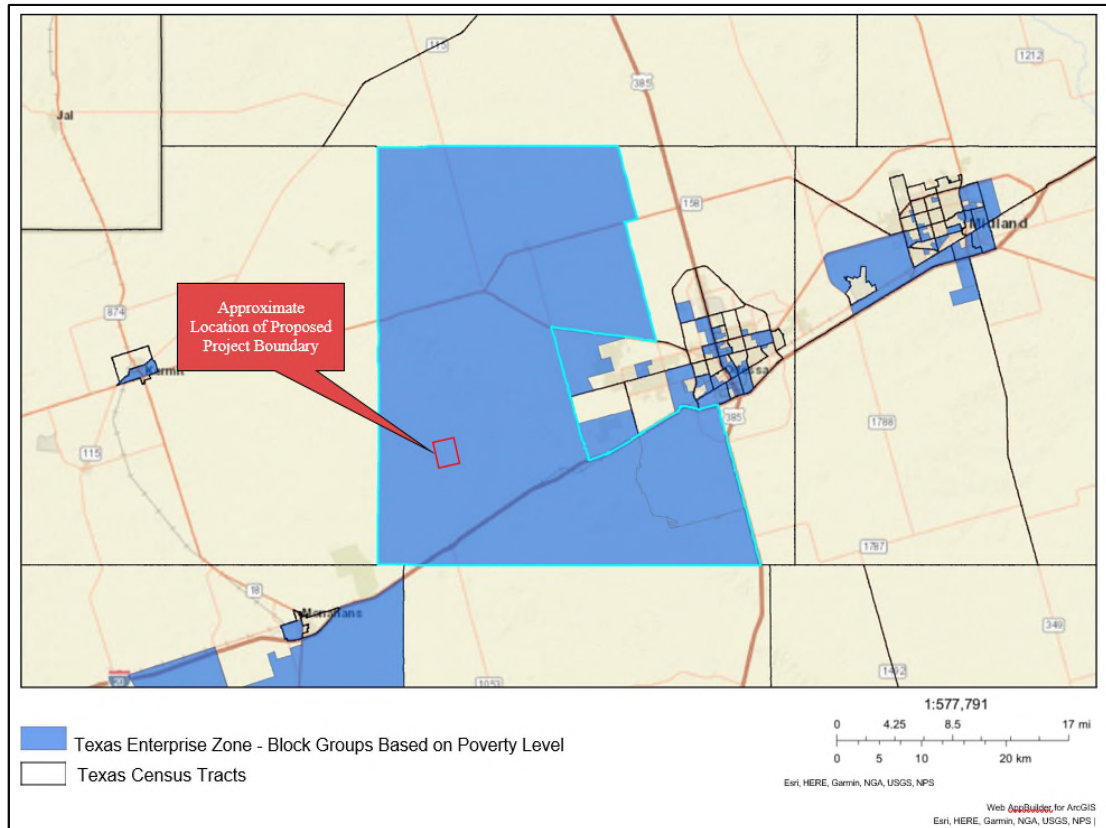 115
1212
385
Jal
158
Midland
Approximate
Location of Proposed
Project Boundary
874
Kermit
Odessa
385
115
1788
1787
18
Monahans
349
20
1053
1492
1:577,791
0 4.25 8.5 17 mi
0 5 10 20 km
Texas Enterprise Zone - Block Groups Based on Poverty Level
Texas Census Tracts
Esri, HERE, Garmin, NGA, USGS, NPS
Web AppBuilder for ArcGIS
Esri, HERE, Garmin, NGA, USGS, NPS |